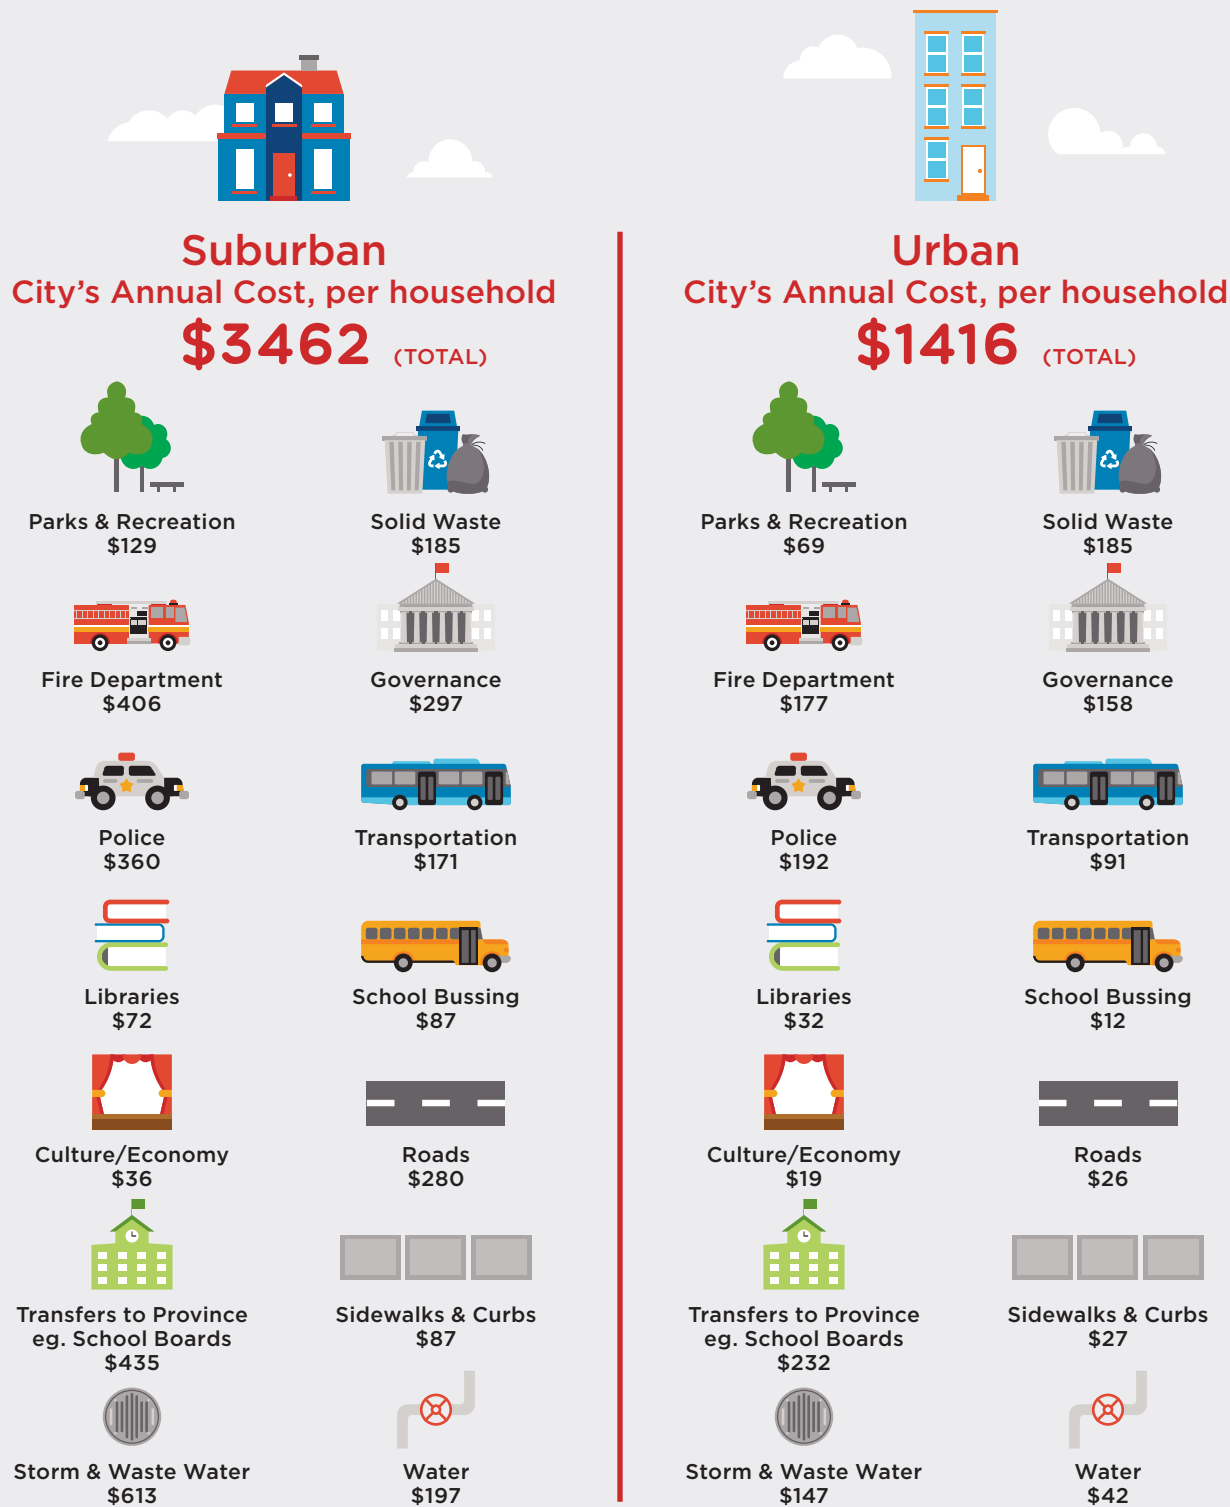 Suburban
City's Annual Cost, per household
$3462 (TOTAL)
Parks & Recreation
$129
Solid Waste
$185
Fire Department
$406
Governance
$297
Police
$360
Transportation
$171
Libraries
$72
School Bussing
$87
Culture/Economy
$36
Roads
$280
Transfers to Province
eg. School Boards
$435
Sidewalks & Curbs
$87
Storm & Waste Water
$613
Water
$197
Urban
City's Annual Cost, per household
$1416 (TOTAL)
Parks & Recreation
$69
Solid Waste
$185
Fire Department
$177
Governance
$158
Police
$192
Transportation
$91
Libraries
$32
School Bussing
$12
Culture/Economy
$19
Roads
$26
Transfers to Province
eg. School Boards
$232
Sidewalks & Curbs
$27
Storm & Waste Water
$147
Water
$42